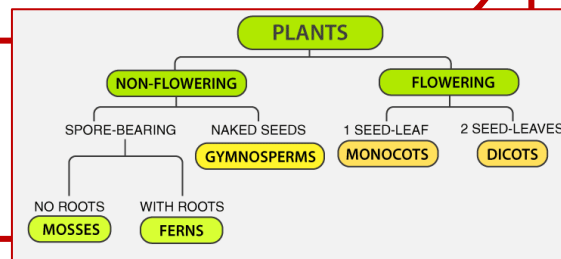 PLANTS
NON-FLOWERING FLOWERING
SPORE-BEARING NAKED SEEDS 1 SEED-LEAF 2 SEED-LEAVES
GYMNOSPERMS MONOCOTS DICOTS
NO ROOTS WITH ROOTS
MOSSES FERNS